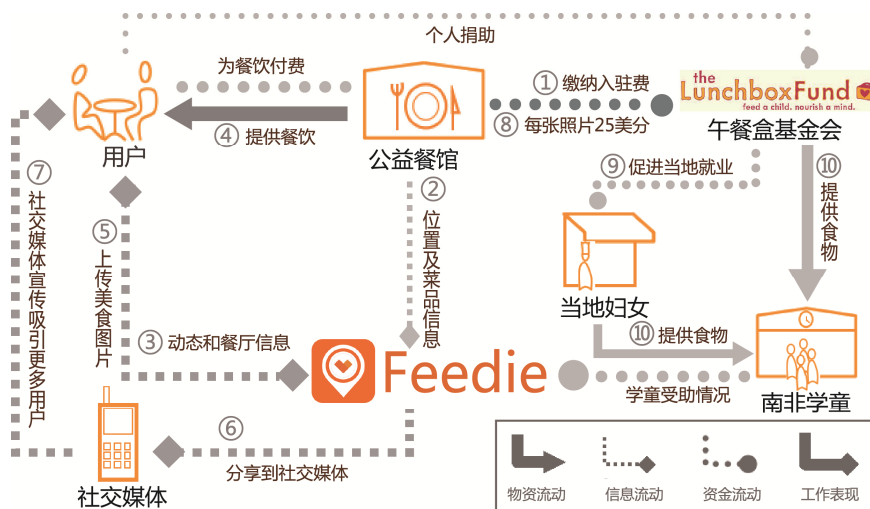 个人捐助
为餐饮付费
① 缴纳入驻费
the
LunchboxFund
feed a child. nourish a mind.
④ 提供餐饮
⑧ 每张照片25美分
午餐盒基金会
用户
公益餐馆
⑨ 促进当地就业
⑩ 提供食物
⑦ 社交媒体宣传吸引更多用户
② 位置及菜品信息
⑤ 上传美食图片
当地妇女
③ 动态和餐厅信息
⑩ 提供食物
Feedie
学童受助情况
南非学童
⑥
分享到社交媒体
社交媒体
物资流动
信息流动
资金流动
工作表现